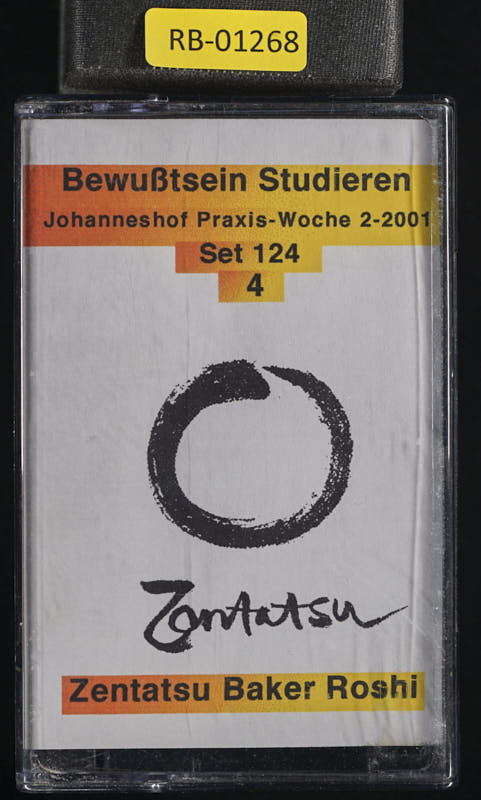 RB-01268
Bewußtsein Studieren
Johanneshof Praxis-Woche 2-2001
Set 124
4
Zentatsu
Zentatsu Baker Roshi